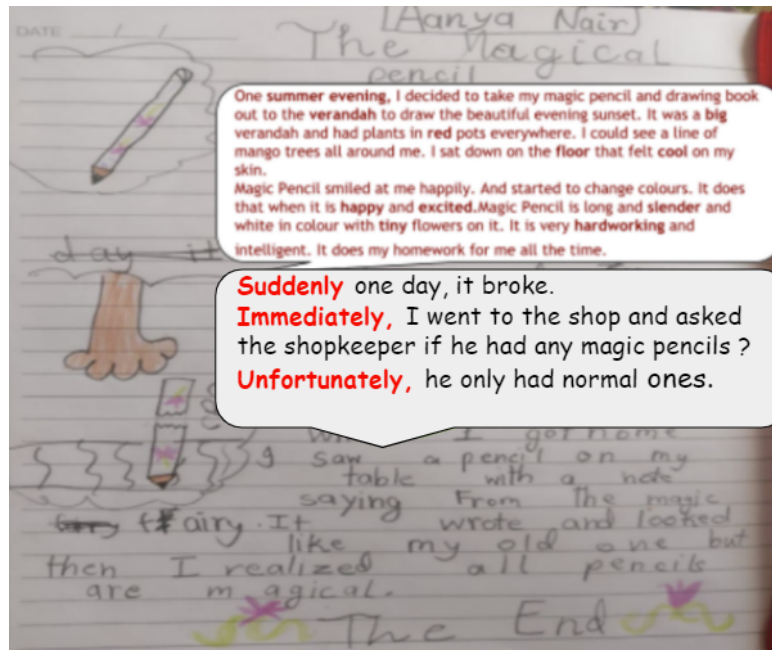 DATE / /
[Aanya Nair]
The Magical
pencil
One summer evening, I decided to take my magic pencil and drawing book
out to the verandah to draw the beautiful evening sunset. It was a big
verandah and had plants in red pots everywhere. I could see a line of
mango trees all around me. I sat down on the floor that felt cool on my
skin.
Magic Pencil smiled at me happily. And started to change colours. It does
that when it is happy and excited.Magic Pencil is long and slender and
white in colour with tiny flowers on it. It is very hardworking and
intelligent. It does my homework for me all the time.
day it
Suddenly one day, it broke.
Immediately, I went to the shop and asked
the shopkeeper if he had any magic pencils ?
Unfortunately, he only had normal ones.
I got home
saw a pencil on my
table with a note
saying From the magic
fairy. It wrote and looked
like my old one but
then I realized all pencils
are magical.
The End